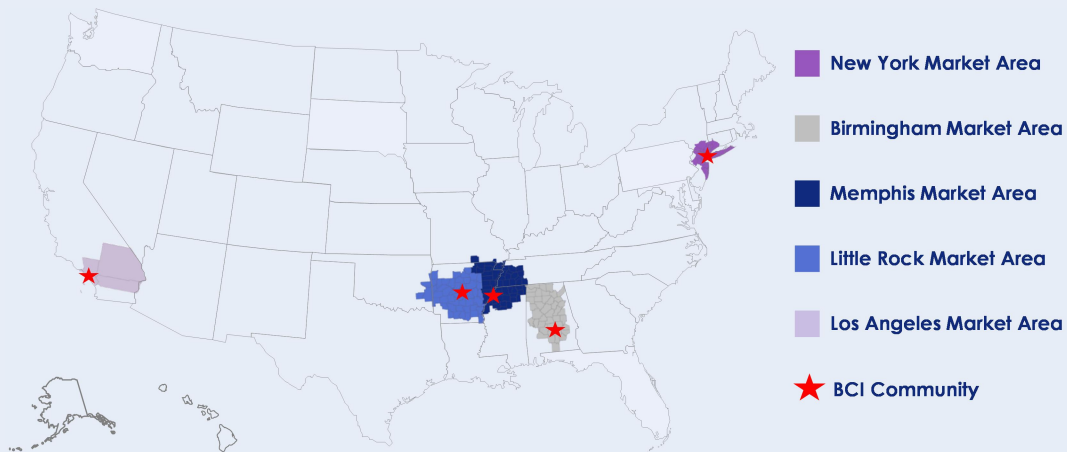 New York Market Area
Birmingham Market Area
Memphis Market Area
Little Rock Market Area
Los Angeles Market Area
BCI Community